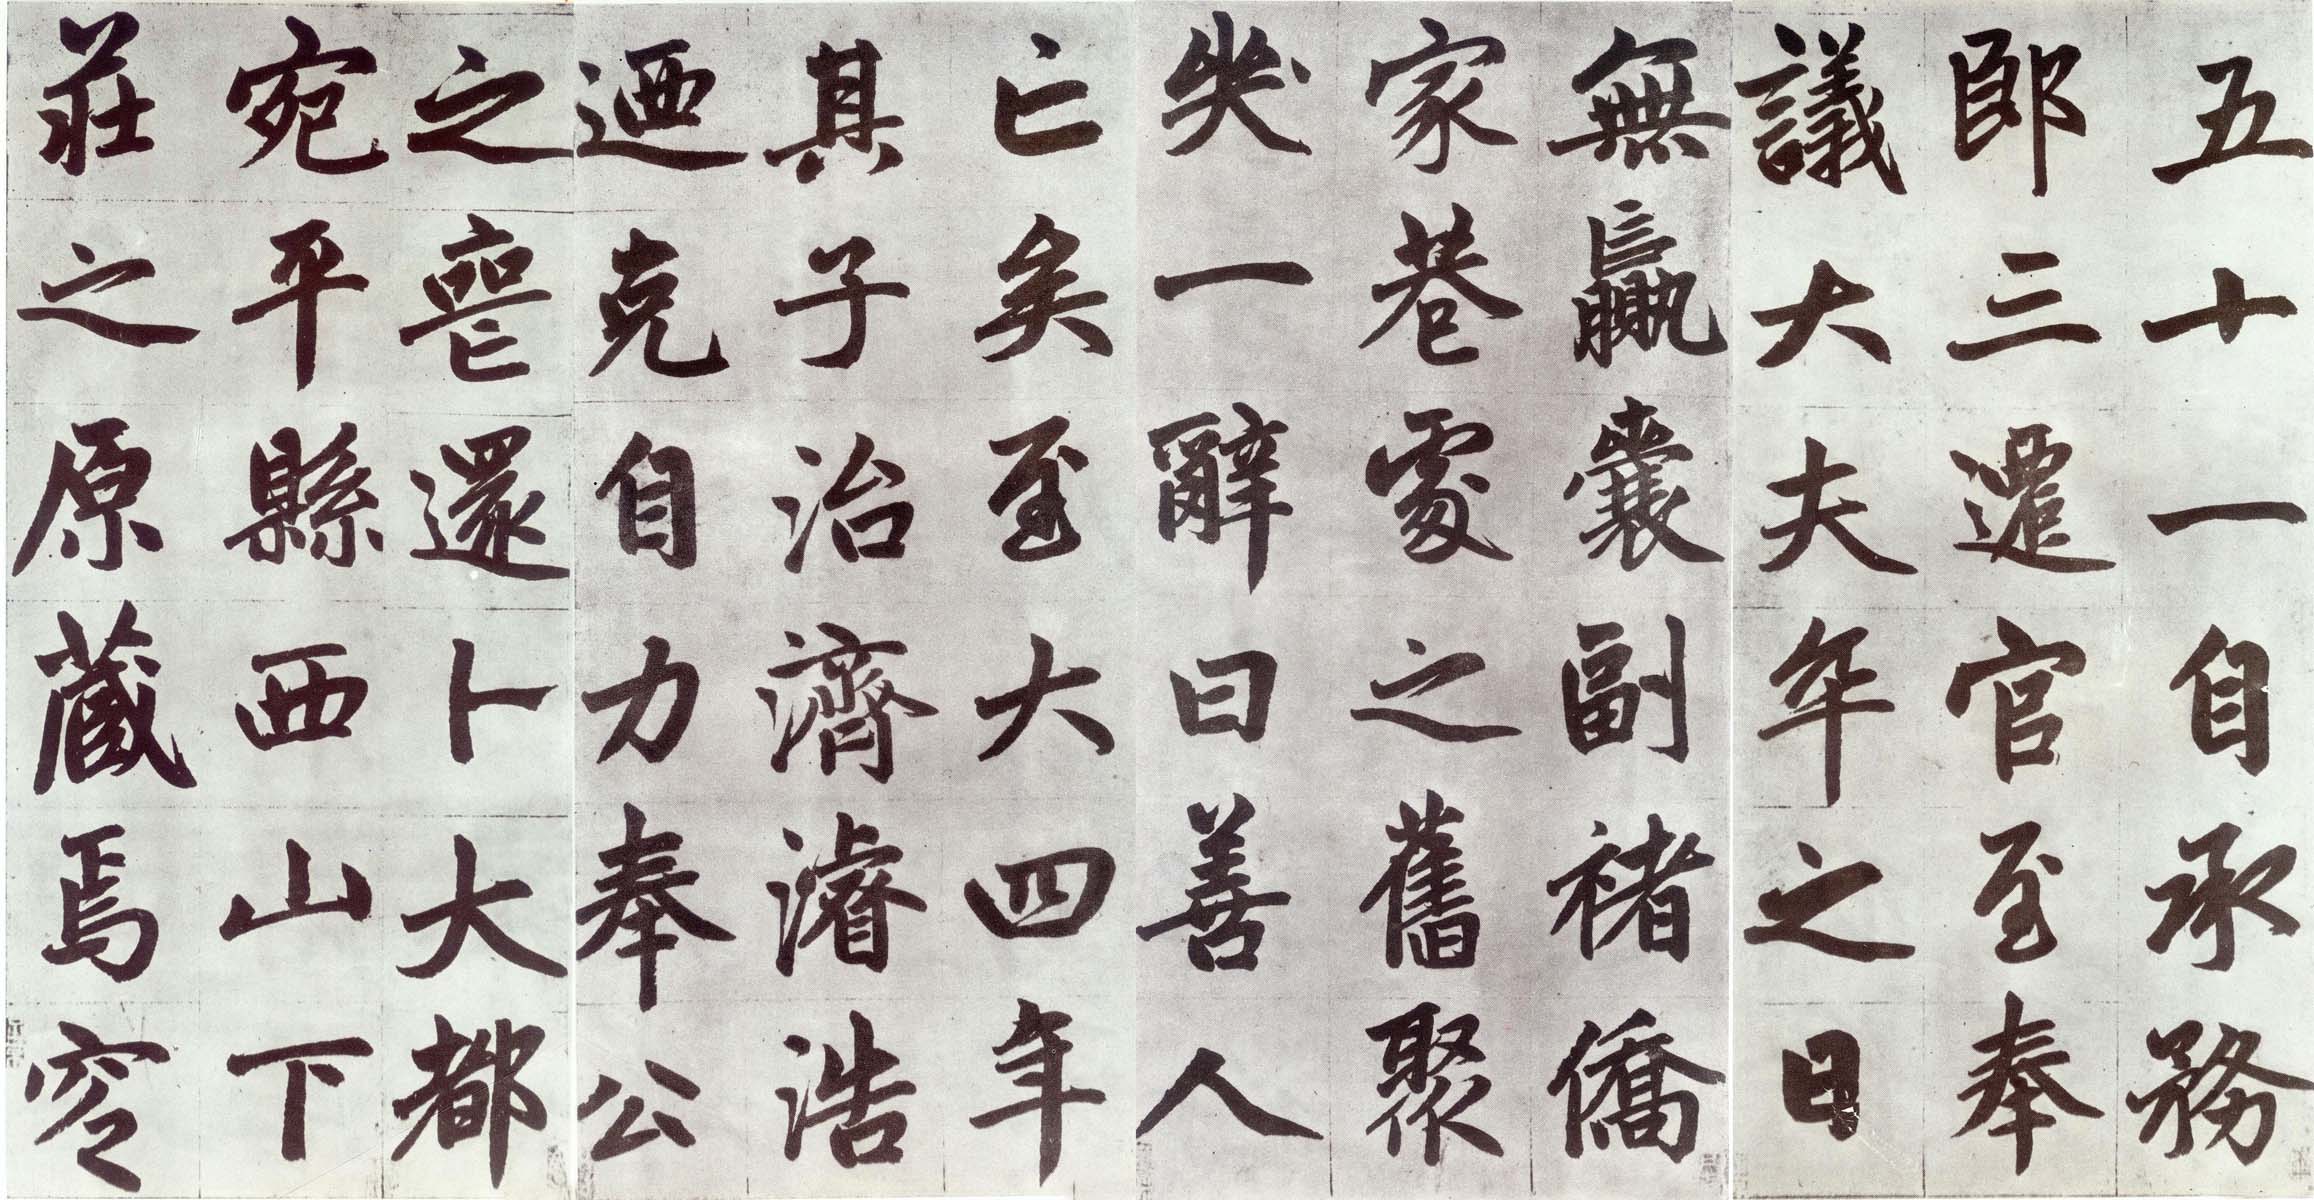 五十一自承務
郎三遷官至奉
議大夫年之日
無贏囊副褚僑
家巷處之舊聚
哭一辭曰善人
亡矣至大四年
其子治濟濬浩
迺克自力奉公
之喪還卜大都
宛平縣西山下
莊之原藏焉窆